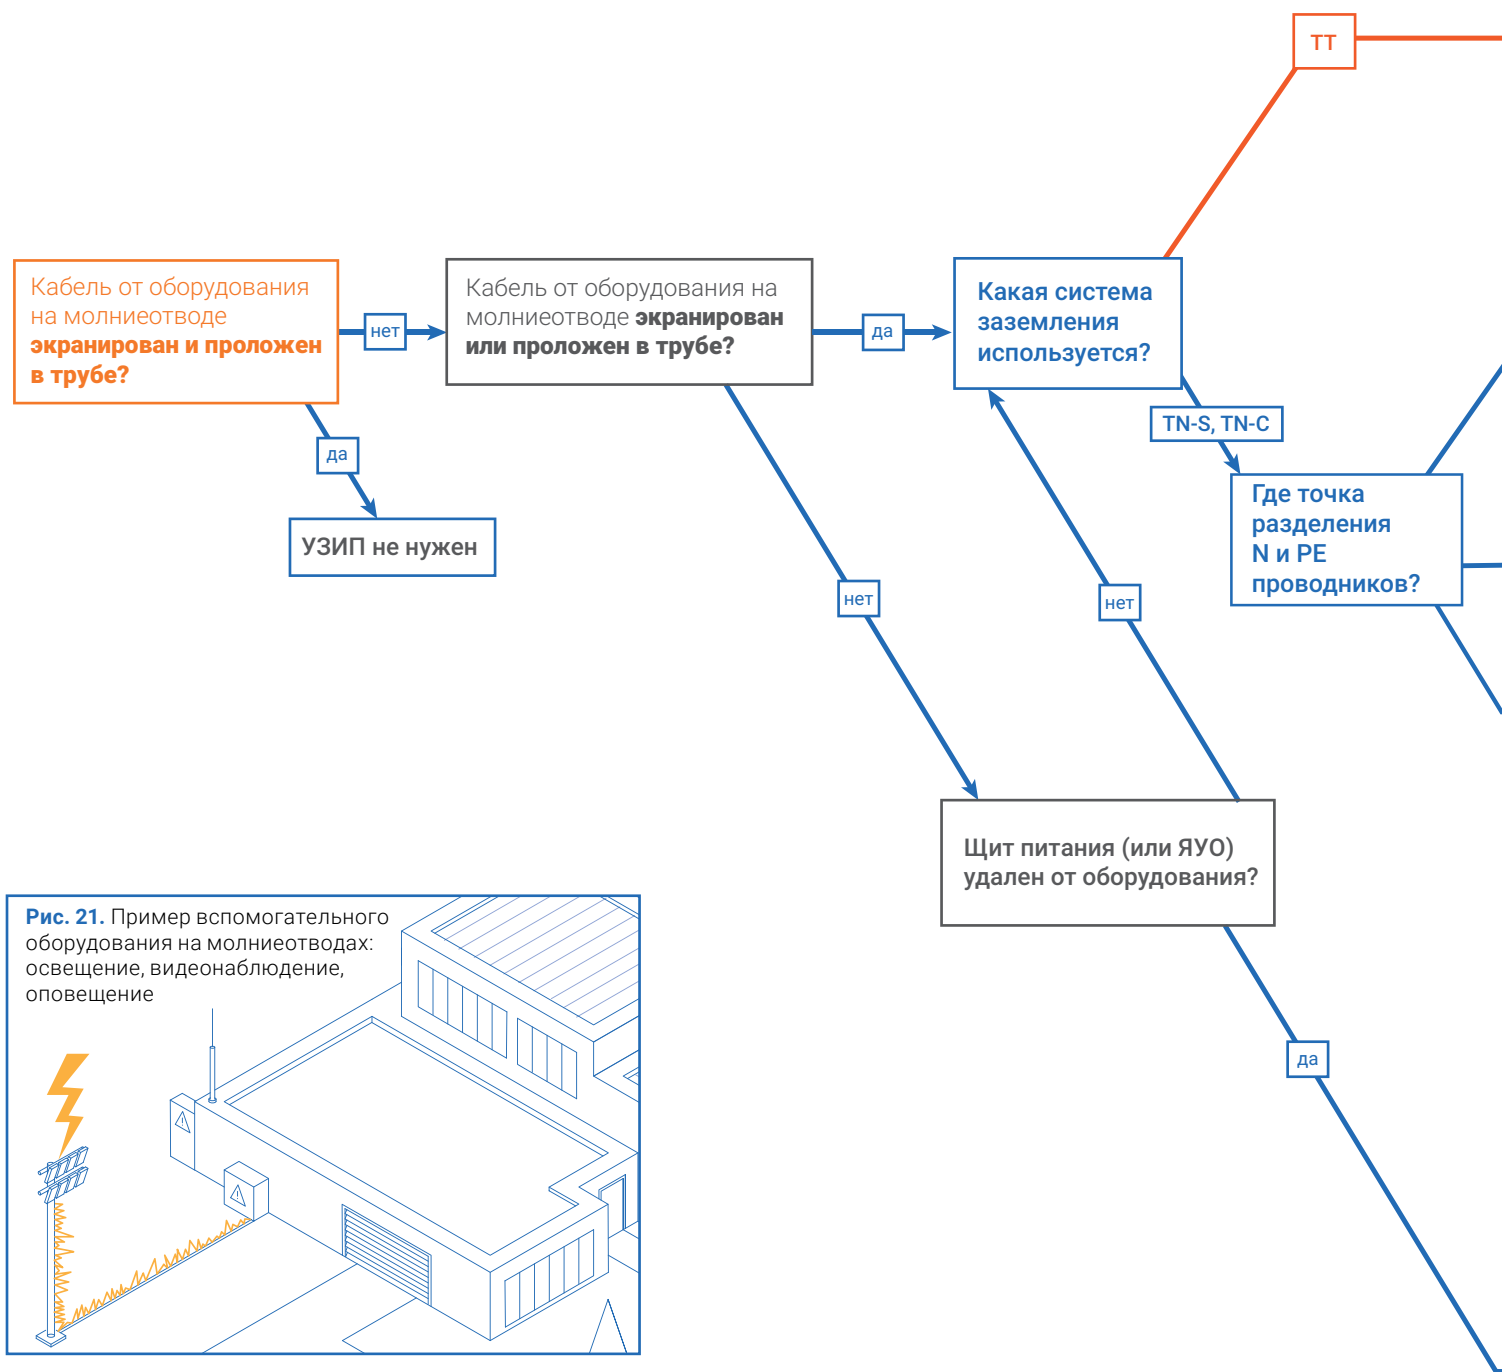 TT
Кабель от оборудования
на молниеотводе
экранирован и проложен
в трубе?
нет
Кабель от оборудования на
молниеотводе экранирован
или проложен в трубе?
да
Какая система
заземления
используется?
TN-S, TN-C
да
УЗИП не нужен
Где точка
разделения
N и PE
проводников?
нет
нет
Щит питания (или ЯУО)
удален от оборудования?
да
Рис. 21. Пример вспомогательного
оборудования на молниеотводах:
освещение, видеонаблюдение,
оповещение